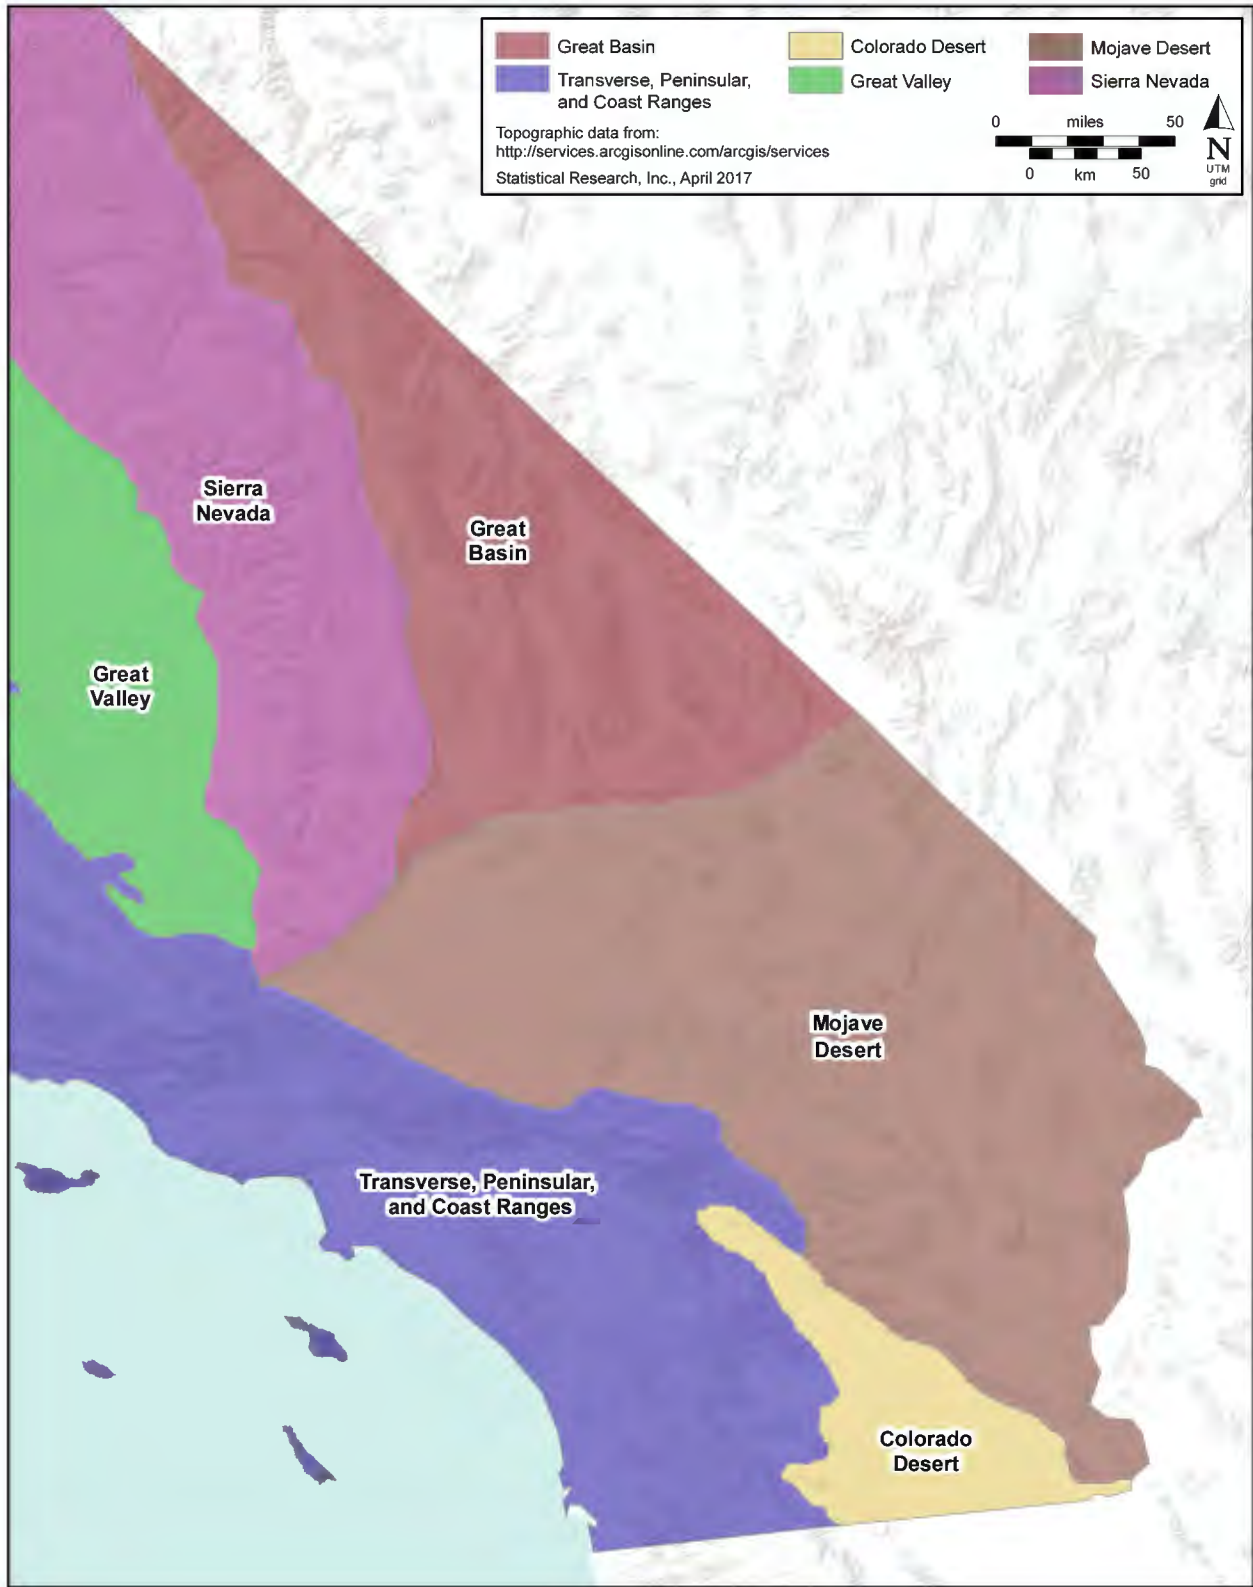 Great Basin
Transverse, Peninsular,
and Coast Ranges
Colorado Desert
Great Valley
Mojave Desert
Sierra Nevada
Topographic data from:
http://services.arcgisonline.com/arcgis/services
Statistical Research, Inc., April 2017
0 miles 50
0 km 50
N
UTM
grid
Sierra
Nevada
Great
Basin
Great
Valley
Mojave
Desert
Transverse, Peninsular,
and Coast Ranges
Colorado
Desert